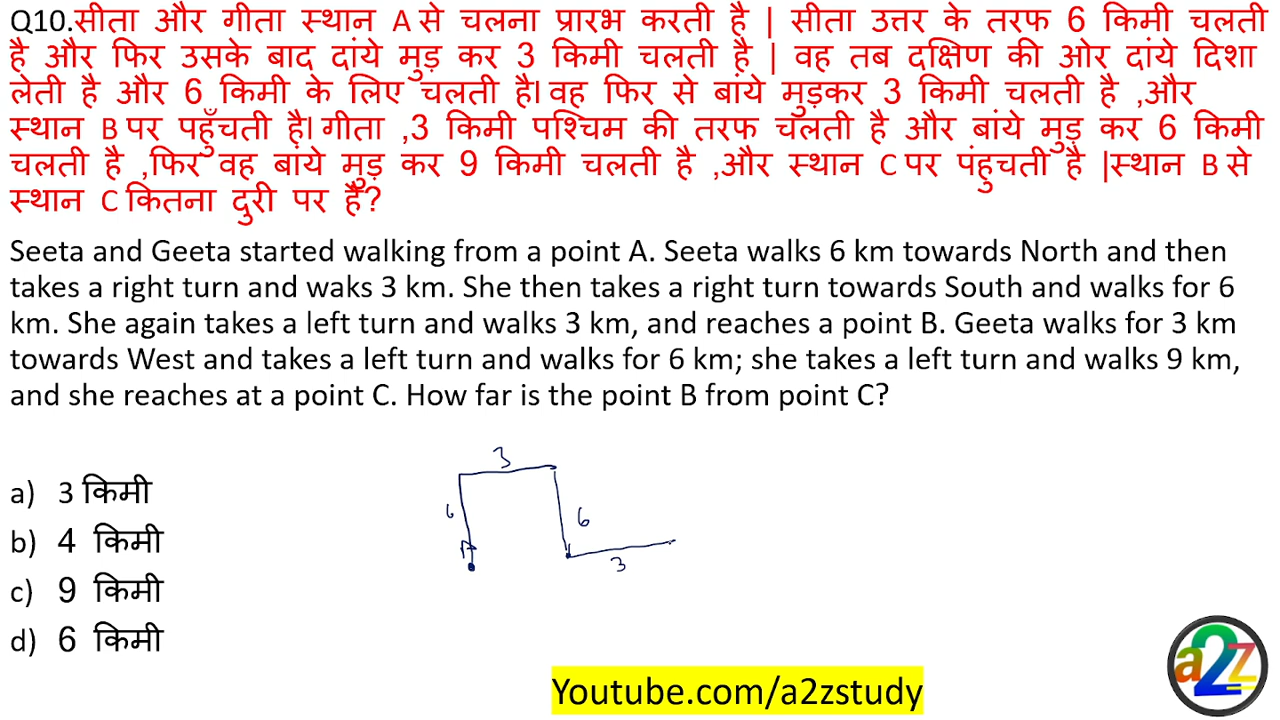 Q10.सीता और गीता स्थान A से चलना प्रारभ करती है | सीता उत्तर के तरफ 6 किमी चलती
है और फिर उसके बाद दांये मुड़ कर 3 किमी चलती है | वह तब दक्षिण की ओर दांये दिशा
लेती है और 6 किमी के लिए चलती है। वह फिर से बांये मुड़कर 3 किमी चलती है ,और
स्थान B पर पहुँचती है। गीता ,3 किमी पश्चिम की तरफ चलती है और बांये मुड़ कर 6 किमी
चलती है ,फिर वह बांये मुड़ कर 9 किमी चलती है ,और स्थान C पर पंहुचती है |स्थान B से
स्थान C कितना दुरी पर है?
Seeta and Geeta started walking from a point A. Seeta walks 6 km towards North and then
takes a right turn and waks 3 km. She then takes a right turn towards South and walks for 6
km. She again takes a left turn and walks 3 km, and reaches a point B. Geeta walks for 3 km
towards West and takes a left turn and walks for 6 km; she takes a left turn and walks 9 km,
and she reaches at a point C. How far is the point B from point C?
3
a) 3 किमी
6
6
b) 4 किमी
A
3
c) 9 किमी
d) 6 किमी
a2z
Youtube.com/a2zstudy